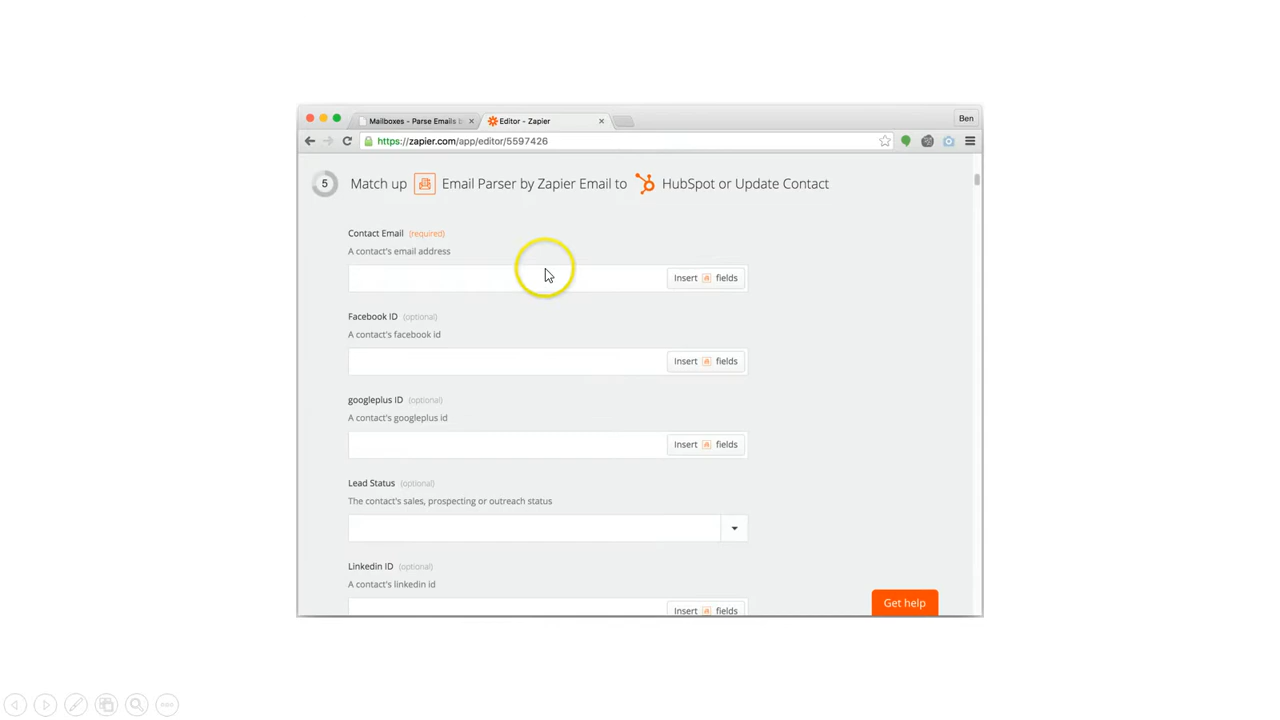 Mailboxes - Parse Emails b
Editor - Zapier
Ben
https://zapier.com/app/editor/5597426
5 Match up Email Parser by Zapier Email to HubSpot or Update Contact
Contact Email (required)
A contact's email address
Insert fields
Facebook ID (optional)
A contact's facebook id
Insert fields
googleplus ID (optional)
A contact's googleplus id
Insert fields
Lead Status (optional)
The contact's sales, prospecting or outreach status
Linkedin ID (optional)
A contact's linkedin id
Insert fields
Get help